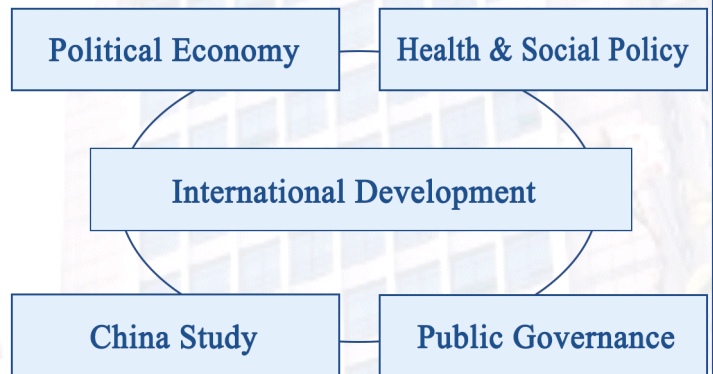 Political Economy
Health & Social Policy
International Development
China Study
Public Governance